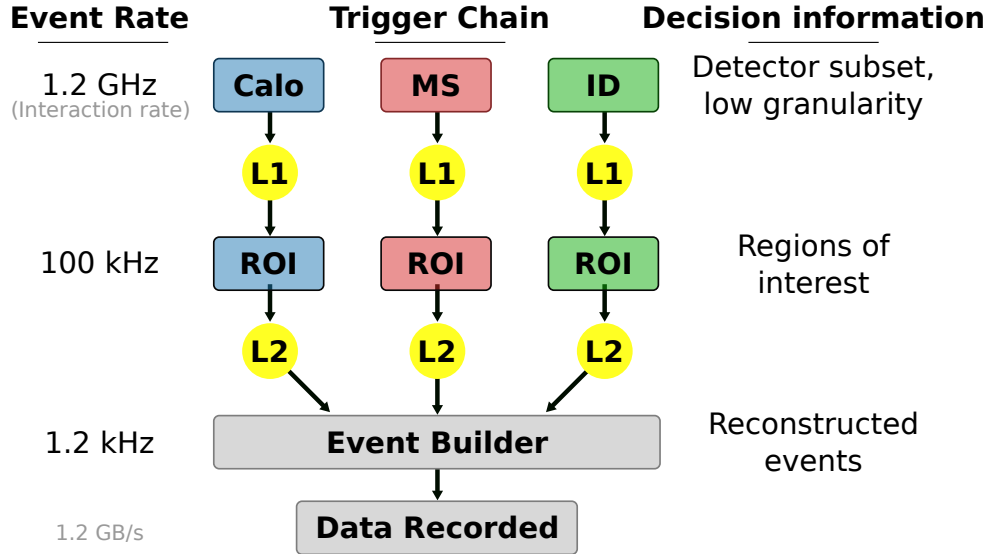 Event Rate
Trigger Chain
Decision information
1.2 GHz
(Interaction rate)
Calo
MS
ID
Detector subset,
low granularity
L1
L1
L1
100 kHz
ROI
ROI
ROI
Regions of
interest
L2
L2
L2
1.2 kHz
Event Builder
Reconstructed
events
1.2 GB/s
Data Recorded